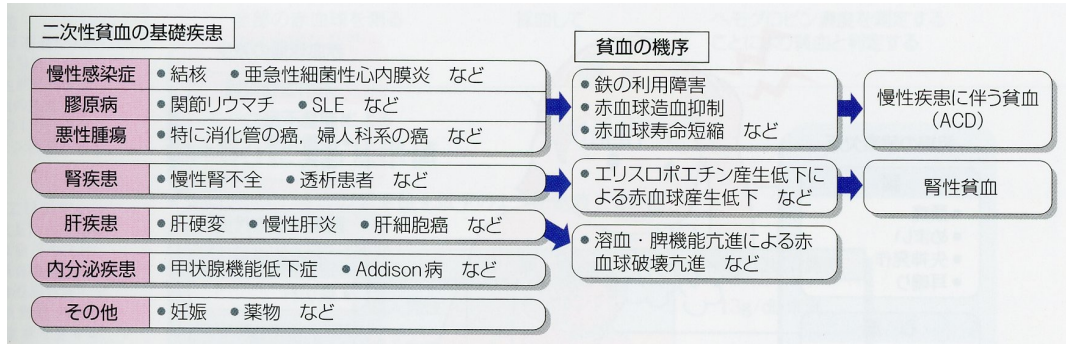 二次性貧血の基礎疾患
慢性感染症 ●結核 ●亜急性細菌性心内膜炎 など
膠原病 ●関節リウマチ ●SLE など
悪性腫瘍 ●特に消化管の癌，婦人科系の癌 など
腎疾患 ●慢性腎不全 ●透析患者 など
肝疾患 ●肝硬変 ●慢性肝炎 ●肝細胞癌 など
内分泌疾患 ●甲状腺機能低下症 ●Addison病 など
その他 ●妊娠 ●薬物 など
貧血の機序
●鉄の利用障害
●赤血球造血抑制
●赤血球寿命短縮 など
●エリスロポエチン産生低下に
よる赤血球産生低下 など
●溶血・脾機能亢進による赤
血球破壊亢進 など
慢性疾患に伴う貧血
（ACD）
腎性貧血